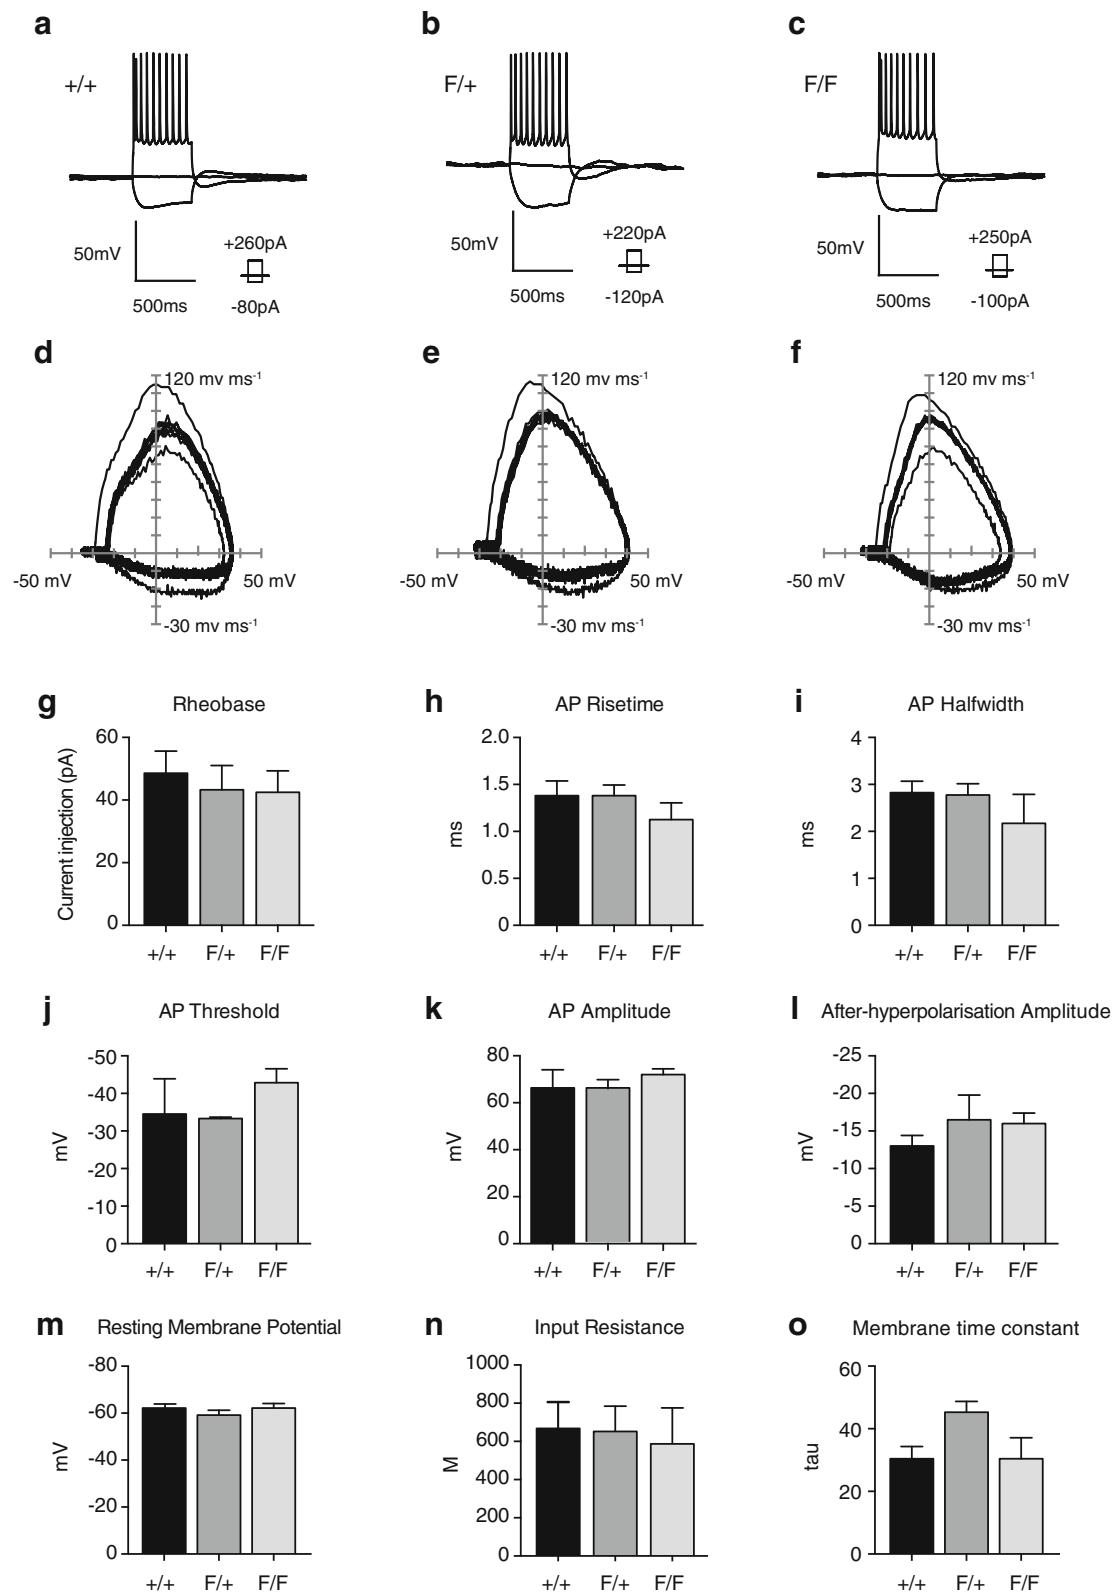 a
b
c
+/+
F/+
F/F
50mV
500ms
+260pA
-80pA
50mV
500ms
+220pA
-120pA
50mV
500ms
+250pA
-100pA
d
e
f
120 mv ms-1
-50 mV
50 mV
-30 mv ms-1
120 mv ms-1
-50 mV
50 mV
-30 mv ms-1
120 mv ms-1
-50 mV
50 mV
-30 mv ms-1
g
Rheobase
Current injection (pA)
60
40
20
0
+/+ F/+ F/F
h
AP Risetime
ms
2.0
1.5
1.0
0.5
0
+/+ F/+ F/F
i
AP Halfwidth
ms
4
3
2
1
0
+/+ F/+ F/F
j
AP Threshold
mV
-50
-40
-30
-20
-10
0
+/+ F/+ F/F
k
AP Amplitude
mV
80
60
40
20
0
+/+ F/+ F/F
l
After-hyperpolarisation Amplitude
mV
-25
-20
-15
-10
-5
0
+/+ F/+ F/F
m
Resting Membrane Potential
mV
-80
-60
-40
-20
0
+/+ F/+ F/F
n
Input Resistance
M
1000
800
600
400
200
0
+/+ F/+ F/F
o
Membrane time constant
tau
60
40
20
0
+/+ F/+ F/F